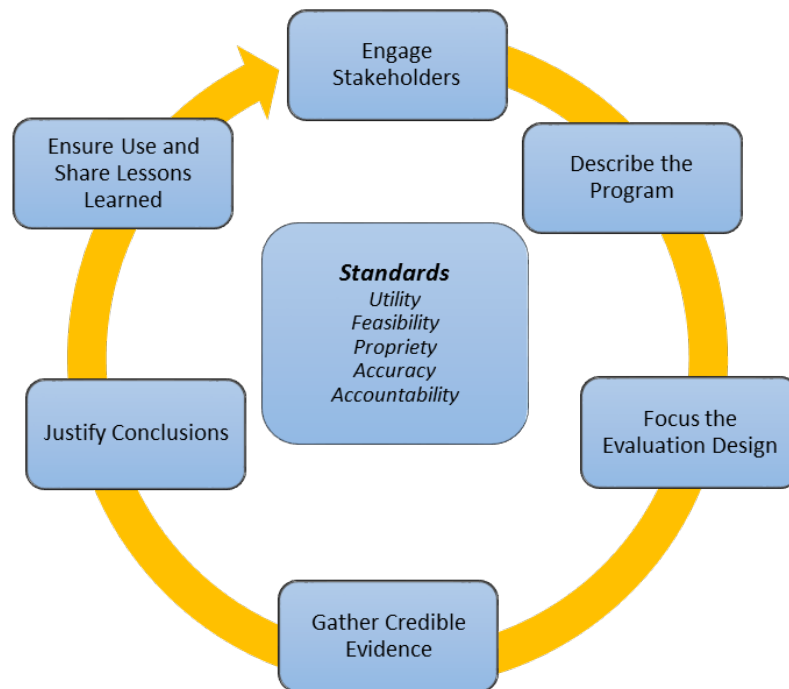 Engage
Stakeholders
Describe the
Program
Focus the
Evaluation Design
Gather Credible
Evidence
Justify Conclusions
Ensure Use and
Share Lessons
Learned
Standards
Utility
Feasibility
Propriety
Accuracy
Accountability